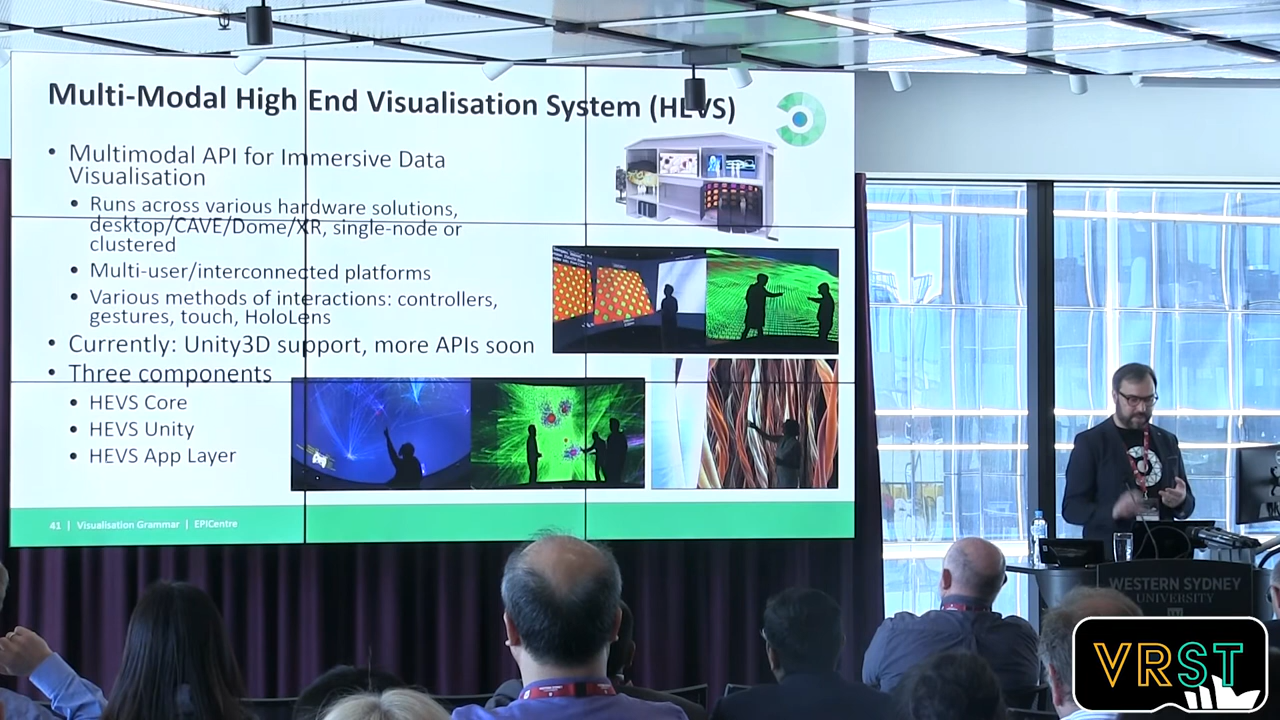 Multi-Modal High End Visualisation System (HEVS)
• Multimodal API for Immersive Data
Visualisation
• Runs across various hardware solutions,
desktop/CAVE/Dome/XR, single-node or
clustered
• Multi-user/interconnected platforms
• Various methods of interactions: controllers,
gestures, touch, HoloLens
• Currently: Unity3D support, more APIs soon
• Three components
• HEVS Core
• HEVS Unity
• HEVS App Layer
41 | Visualisation Grammar | EPICentre
WESTERN SYDNEY
UNIVERSITY
W
VRST